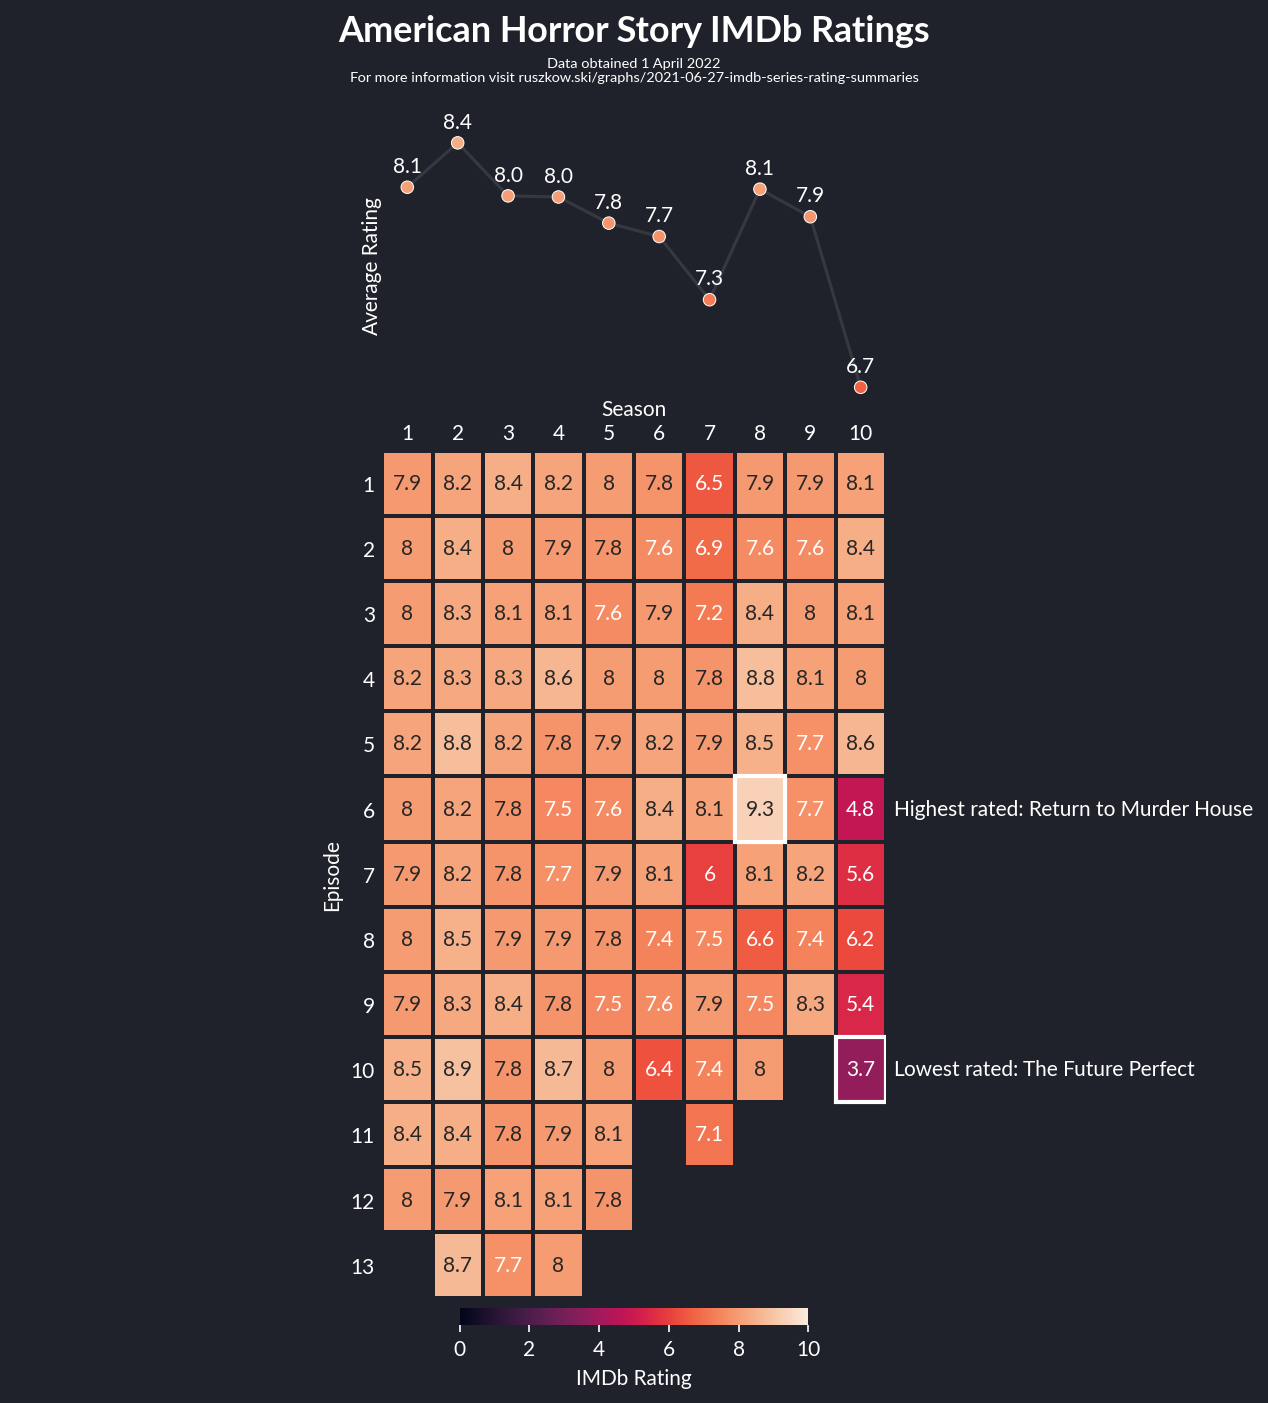 American Horror Story IMDb Ratings
Data obtained 1 April 2022
For more information visit ruszkow.ski/graphs/2021-06-27-imdb-series-rating-summaries
8.1 8.4 8.0 8.0 7.8 7.7 7.3 8.1 7.9 6.7
Average Rating
Season
1 2 3 4 5 6 7 8 9 10
Episode
1 7.9 8.2 8.4 8.2 8 7.8 6.5 7.9 7.9 8.1
2 8 8.4 8 7.9 7.8 7.6 6.9 7.6 7.6 8.4
3 8 8.3 8.1 8.1 7.6 7.9 7.2 8.4 8 8.1
4 8.2 8.3 8.3 8.6 8 8 7.8 8.8 8.1 8
5 8.2 8.8 8.2 7.8 7.9 8.2 7.9 8.5 7.7 8.6
6 8 8.2 7.8 7.5 7.6 8.4 8.1 9.3 7.7 4.8 Highest rated: Return to Murder House
7 7.9 8.2 7.8 7.7 7.9 8.1 6 8.1 8.2 5.6
8 8 8.5 7.9 7.9 7.8 7.4 7.5 6.6 7.4 6.2
9 7.9 8.3 8.4 7.8 7.5 7.6 7.9 7.5 8.3 5.4
10 8.5 8.9 7.8 8.7 8 6.4 7.4 8 3.7 Lowest rated: The Future Perfect
11 8.4 8.4 7.8 7.9 8.1 7.1
12 8 7.9 8.1 8.1 7.8
13 8.7 7.7 8
0 2 4 6 8 10
IMDb Rating